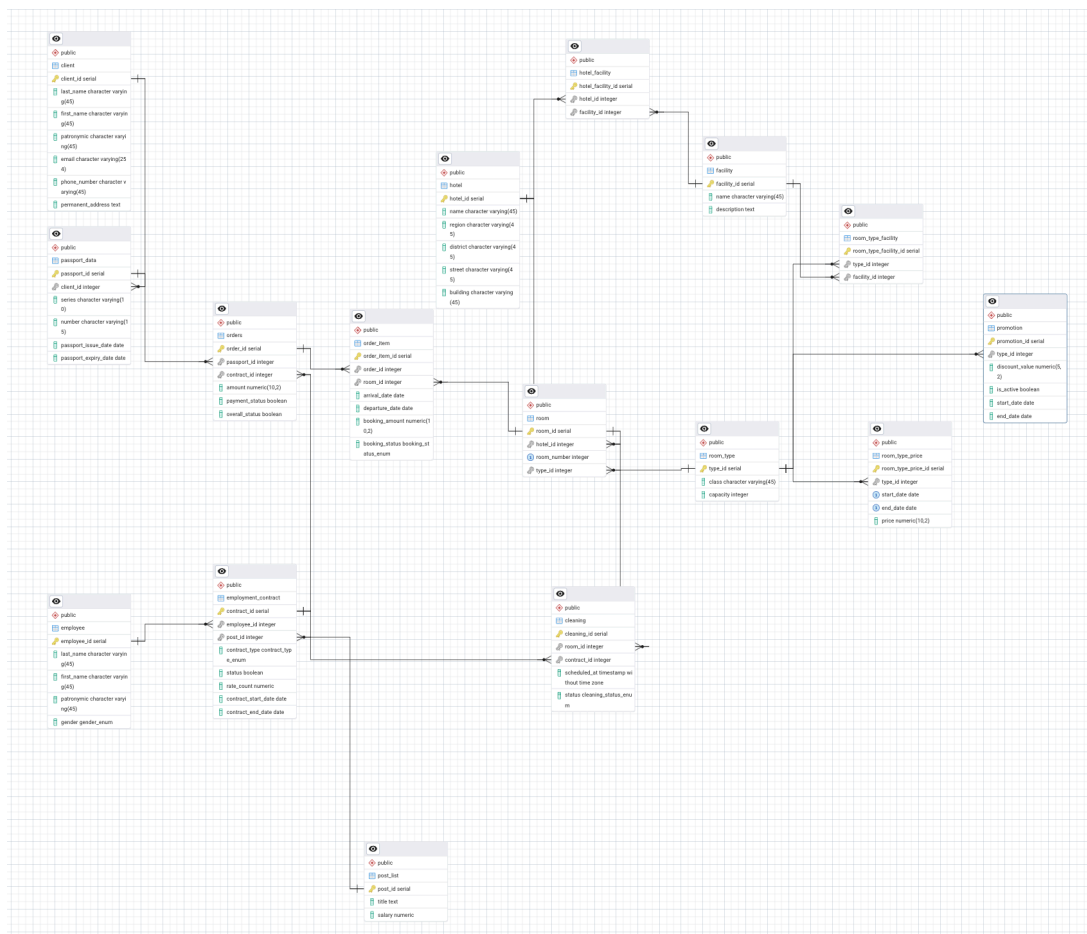 public
client
client_id serial
last_name character varyin
g(45)
first_name character varyin
g(45)
patronymic character varyi
ng(45)
email character varying(25
4)
phone_number character v
arying(45)
permanent_address text
public
passport_data
passport_id serial
client_id integer
series character varying(1
0)
number character varying(1
5)
passport_issue_date date
passport_expiry_date date
public
orders
order_id serial
passport_id integer
contract_id integer
amount numeric(10,2)
payment_status boolean
overall_status boolean
public
order_item
order_item_id serial
order_id integer
room_id integer
arrival_date date
departure_date date
booking_amount numeric(1
0,2)
booking_status booking_st
atus_enum
public
hotel
hotel_id serial
name character varying(45)
region character varying(4
5)
district character varying(4
5)
street character varying(4
5)
building character varying
(45)
public
hotel_facility
hotel_facility_id serial
hotel_id integer
facility_id integer
public
facility
facility_id serial
name character varying(45)
description text
public
room_type_facility
room_type_facility_id serial
type_id integer
facility_id integer
public
promotion
promotion_id serial
type_id integer
discount_value numeric(5,
2)
is_active boolean
start_date date
end_date date
public
room
room_id serial
hotel_id integer
room_number integer
type_id integer
public
room_type
type_id serial
class character varying(45)
capacity integer
public
room_type_price
room_type_price_id serial
type_id integer
start_date date
end_date date
price numeric(10,2)
public
employee
employee_id serial
last_name character varyin
g(45)
first_name character varyin
g(45)
patronymic character varyi
ng(45)
gender gender_enum
public
employment_contract
contract_id serial
employee_id integer
post_id integer
contract_type contract_typ
e_enum
status boolean
rate_count numeric
contract_start_date date
contract_end_date date
public
cleaning
cleaning_id serial
room_id integer
contract_id integer
scheduled_at timestamp wi
thout time zone
status cleaning_status_enu
m
public
post_list
post_id serial
title text
salary numeric